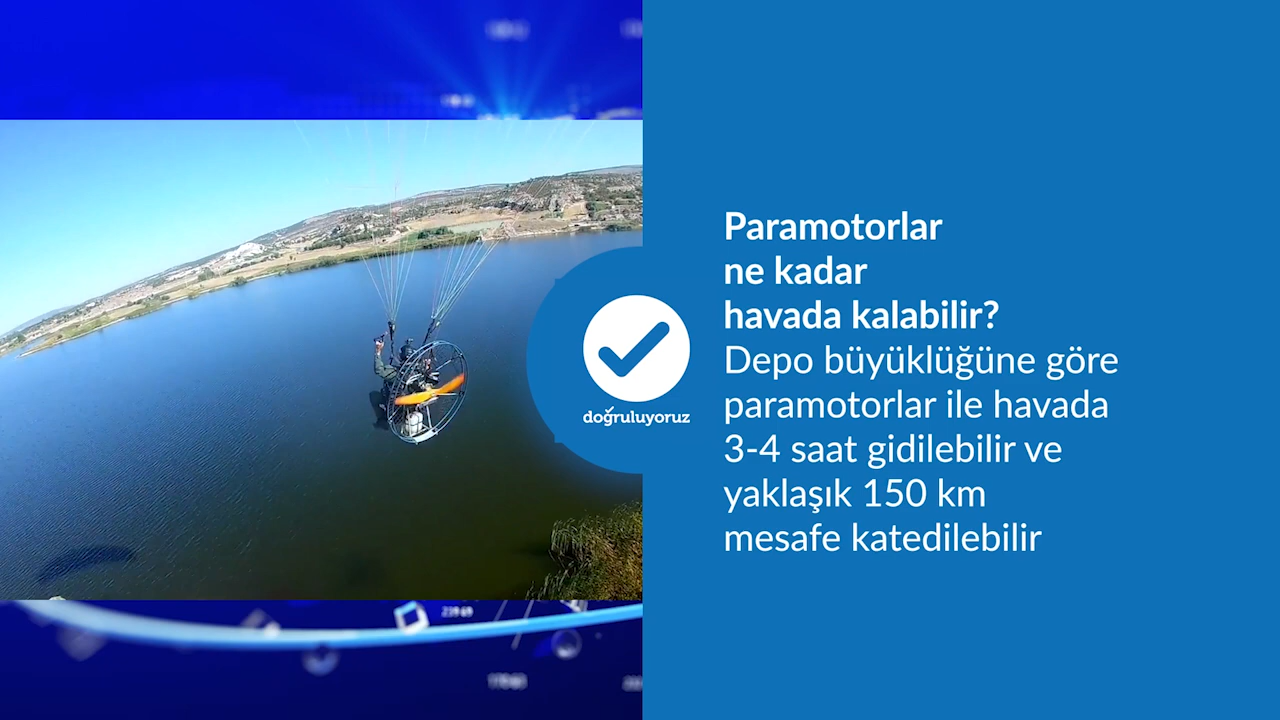 Paramotorlar
ne kadar
havada kalabilir?
Depo büyüklüğüne göre
paramotorlar ile havada
3-4 saat gidilebilir ve
yaklaşık 150 km
mesafe katedilebilir
doğruluyoruz